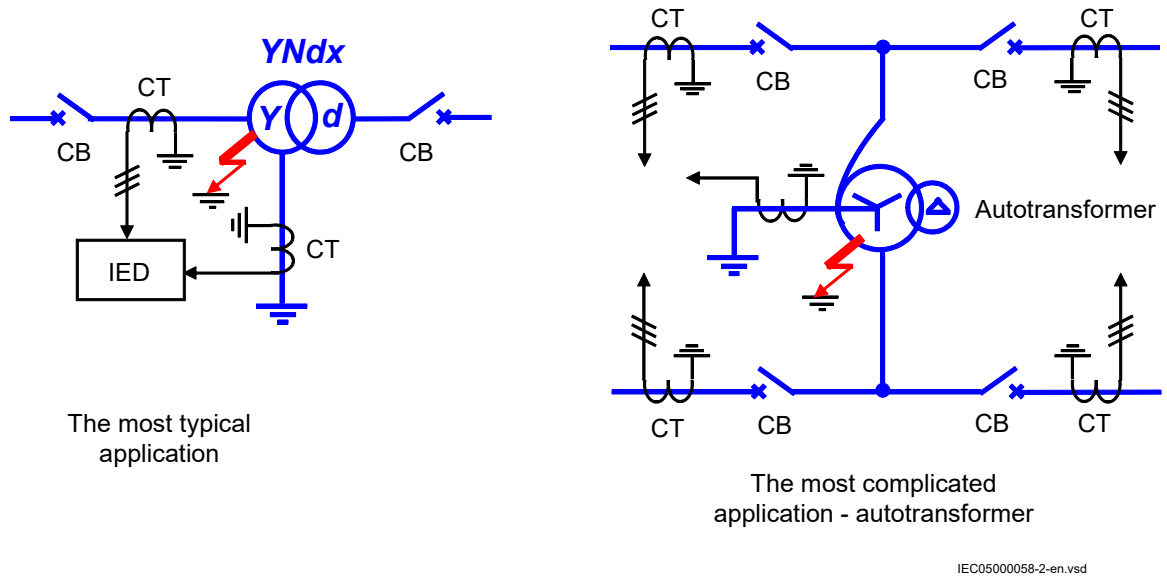 YNdx
CT
Y
d
CB
CB
CT
IED
The most typical
application
CT
CT
CB
CB
Autotransformer
CT
CB
CB
CT
The most complicated
application - autotransformer
IEC05000058-2-en.vsd